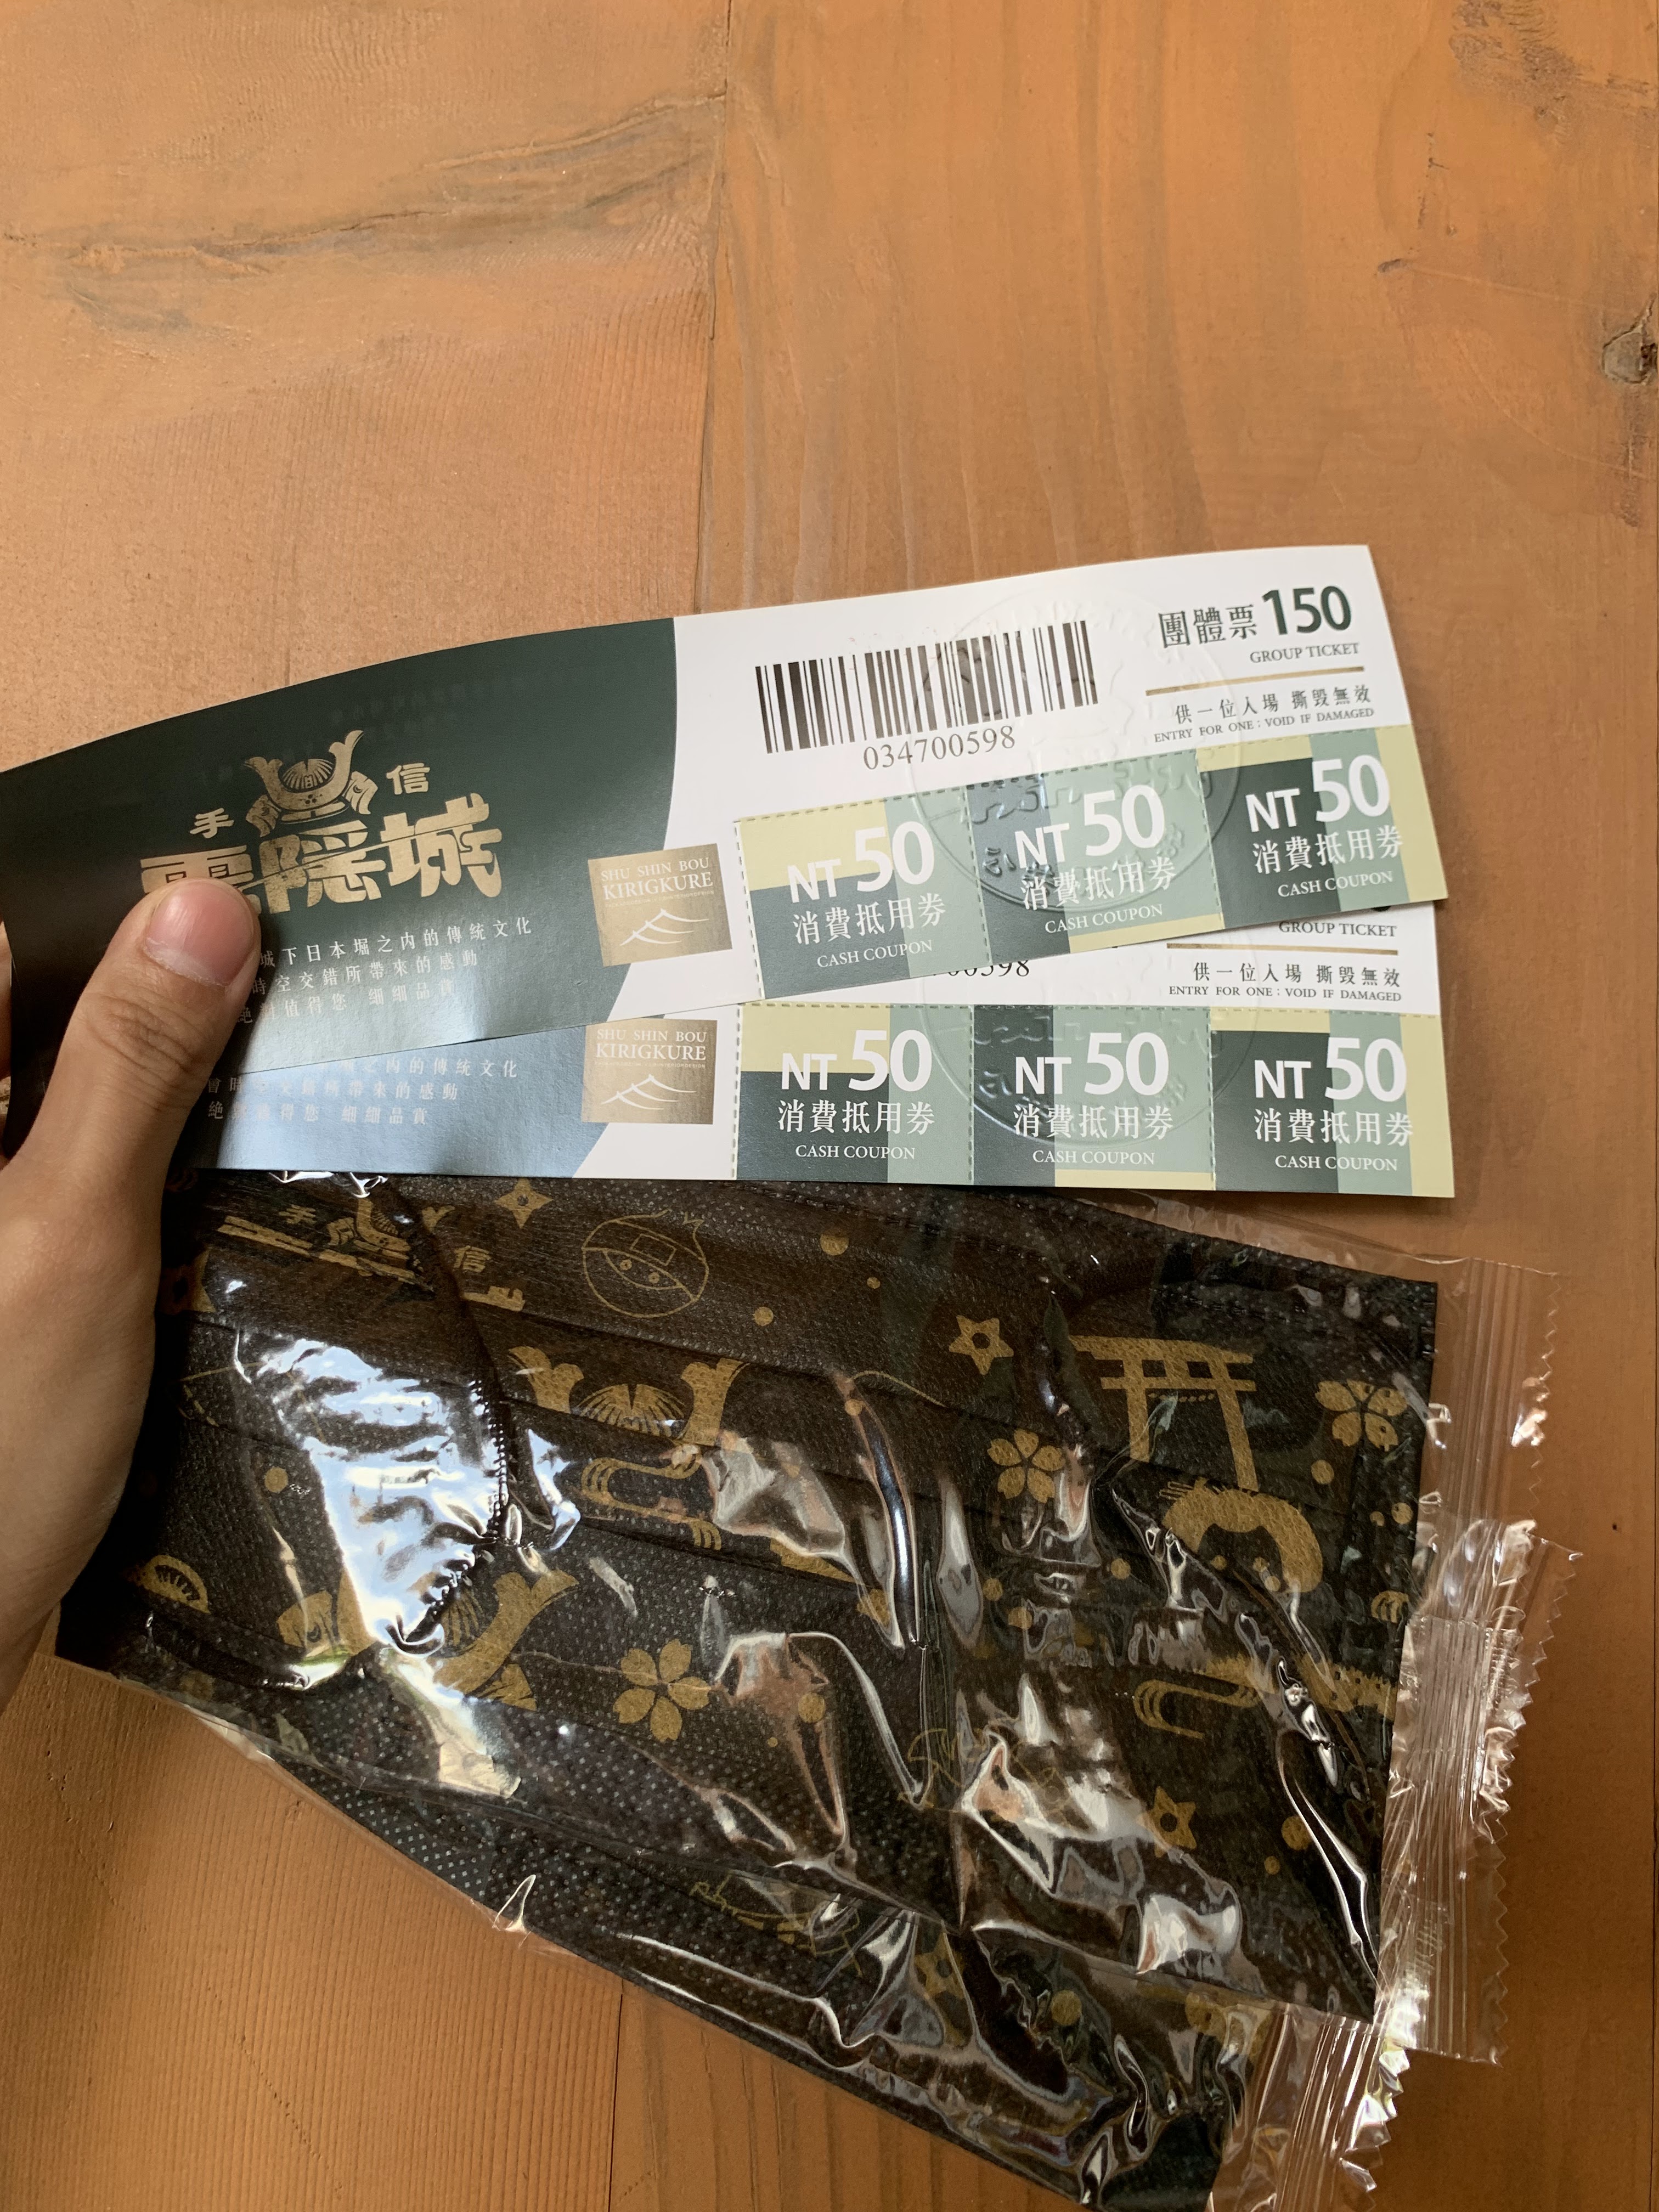 團體票 150
GROUP TICKET
供一位入場 撕毀無效
ENTRY FOR ONE ; VOID IF DAMAGED
034700598
手 信
隱城
城下日本堀之內的傳統文化
時空交錯所帶來的感動
值得您 細細品賞
SHU SHIN BOU
KIRIGKURE
NT 50
消費抵用券
CASH COUPON
NT 50
消費抵用券
CASH COUPON
NT 50
消費抵用券
CASH COUPON
GROUP TICKET
供一位入場 撕毀無效
ENTRY FOR ONE ; VOID IF DAMAGED
之內的傳統文化
帶來的感動
得您 細細品賞
SHU SHIN BOU
KIRIGKURE
NT 50
消費抵用券
CASH COUPON
NT 50
消費抵用券
CASH COUPON
NT 50
消費抵用券
CASH COUPON
手 信